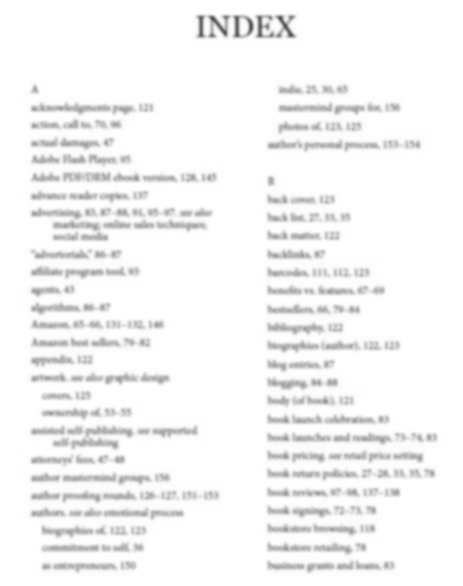 INDEX
A
acknowledgments page, 121
action, call to, 70, 96
actual damages, 47
Adobe Flash Player, 95
Adobe PDF/DRM ebook version, 128, 145
advance reader copies, 137
advertising, 83, 87–88, 91, 95–97. see also
marketing; online sales techniques;
social media
"advertorials," 86–87
affiliate program tool, 93
agents, 43
algorithms, 86–87
Amazon, 65–66, 131–132, 146
Amazon best sellers, 79–82
appendix, 122
artwork. see also graphic design
covers, 125
ownership of, 53–55
assisted self-publishing. see supported
self-publishing
attorneys' fees, 47–48
author mastermind groups, 156
author proofing rounds, 126–127, 151–153
authors. see also emotional process
biographies of, 122, 123
commitment to self, 36
as entrepreneurs, 150
indie, 25, 30, 65
mastermind groups for, 156
photos of, 123, 125
author's personal process, 153–154
B
back cover, 123
back list, 27, 33, 35
back matter, 122
backlinks, 87
barcodes, 111, 112, 123
benefits vs. features, 67–69
bestsellers, 66, 79–84
bibliography, 122
biographies (author), 122, 123
blog entries, 87
blogging, 84–88
body (of book), 121
book launch celebration, 83
book launches and readings, 73–74, 83
book pricing. see retail price setting
book return policies, 27–28, 33, 35, 78
book reviews, 97–98, 137–138
book signings, 72–73, 78
bookstore browsing, 118
bookstore retailing, 78
business grants and loans, 83